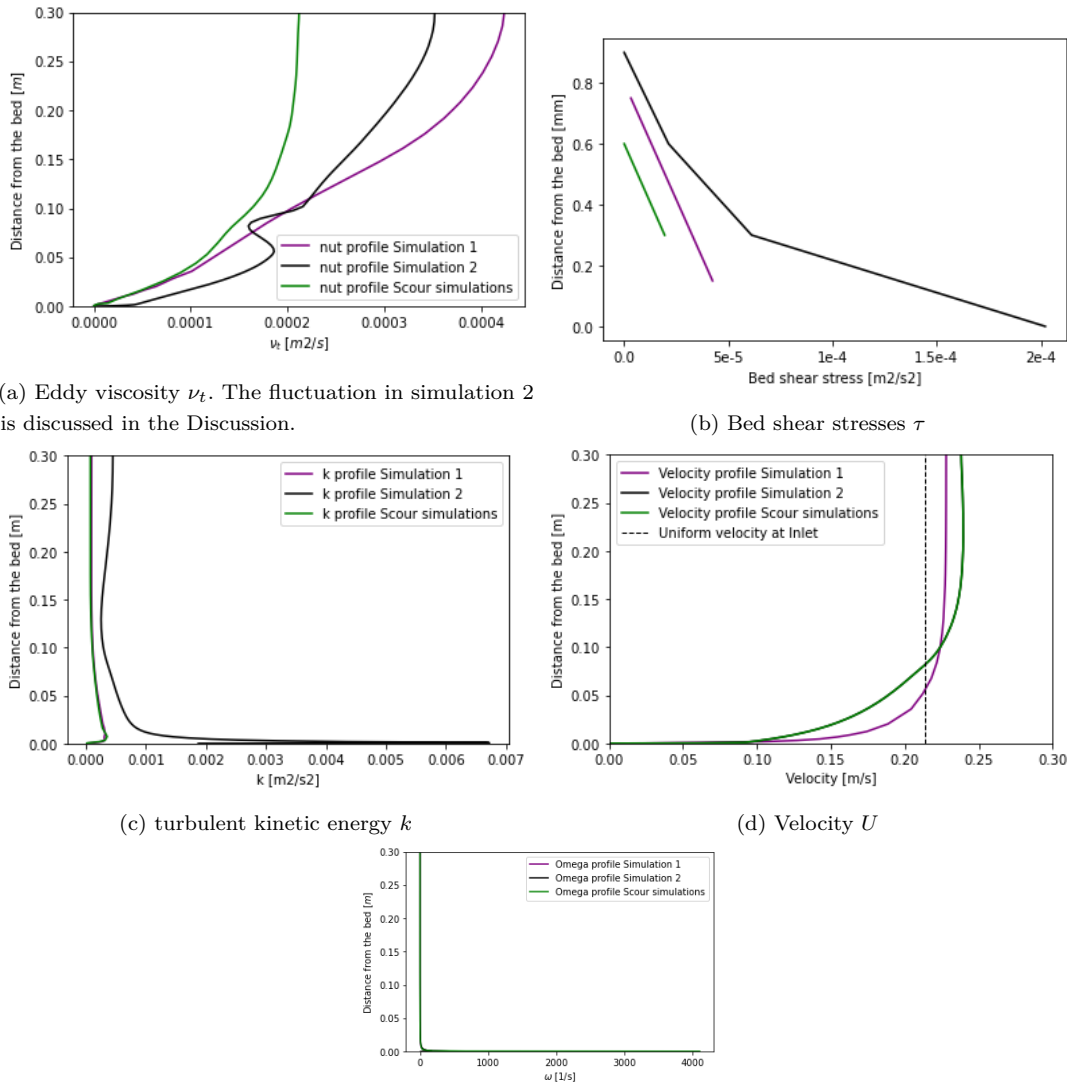 0.30
0.25
0.20
0.15
0.10
0.05
0.00
Distance from the bed [m]
nut profile Simulation 1
nut profile Simulation 2
nut profile Scour simulations
0.0000 0.0001 0.0002 0.0003 0.0004
ν_t [m2/s]
(a) Eddy viscosity ν_t. The fluctuation in simulation 2
is discussed in the Discussion.
0.8
0.6
0.4
0.2
0.0
Distance from the bed [mm]
0.0 5e-5 1e-4 1.5e-4 2e-4
Bed shear stress [m2/s2]
(b) Bed shear stresses τ
0.30
0.25
0.20
0.15
0.10
0.05
0.00
Distance from the bed [m]
k profile Simulation 1
k profile Simulation 2
k profile Scour simulations
0.000 0.001 0.002 0.003 0.004 0.005 0.006 0.007
k [m2/s2]
(c) turbulent kinetic energy k
0.30
0.25
0.20
0.15
0.10
0.05
0.00
Distance from the bed [m]
Velocity profile Simulation 1
Velocity profile Simulation 2
Velocity profile Scour simulations
Uniform velocity at Inlet
0.00 0.05 0.10 0.15 0.20 0.25 0.30
Velocity [m/s]
(d) Velocity U
0.30
0.25
0.20
0.15
0.10
0.05
0.00
Distance from the bed [m]
Omega profile Simulation 1
Omega profile Simulation 2
Omega profile Scour simulations
0 1000 2000 3000 4000
ω [1/s]